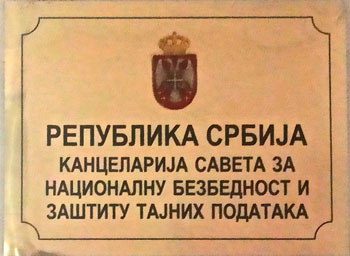 РЕПУБЛИКА СРБИЈА
КАНЦЕЛАРИЈА САВЕТА ЗА
НАЦИОНАЛНУ БЕЗБЕДНОСТ И
ЗАШТИТУ ТАЈНИХ ПОДАТАКА